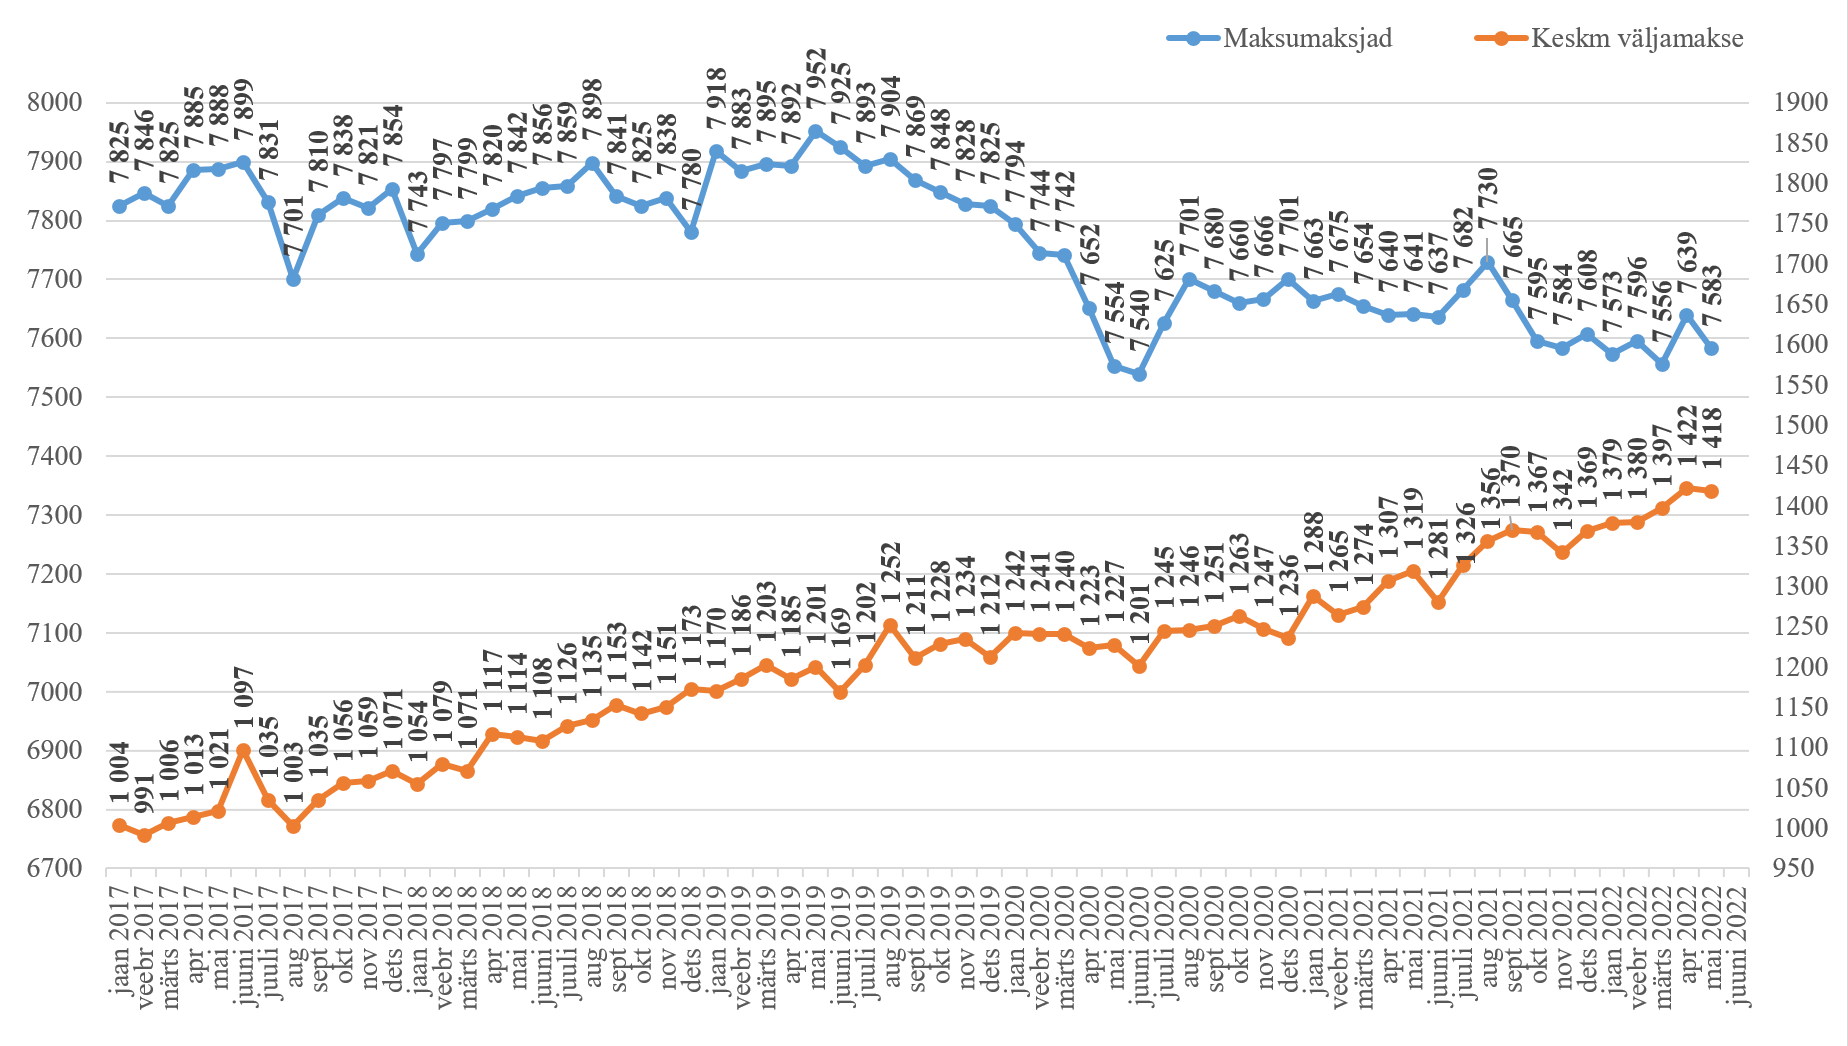 Maksumaksjad
Keskm väljamakse
8000
7900
7800
7700
7600
7500
7400
7300
7200
7100
7000
6900
6800
6700
1900
1850
1800
1750
1700
1650
1600
1550
1500
1450
1400
1350
1300
1250
1200
1150
1100
1050
1000
950
7 825
7 846
7 825
7 885
7 888
7 899
7 831
7 701
7 810
7 838
7 821
7 854
7 743
7 797
7 799
7 820
7 842
7 856
7 859
7 898
7 841
7 825
7 838
7 780
7 918
7 883
7 895
7 892
7 952
7 925
7 893
7 904
7 869
7 848
7 828
7 825
7 794
7 744
7 742
7 652
7 554
7 540
7 625
7 701
7 680
7 660
7 666
7 701
7 663
7 675
7 654
7 640
7 641
7 637
7 682
7 730
7 665
7 595
7 584
7 608
7 573
7 596
7 556
7 639
7 583
1 004
991
1 006
1 013
1 021
1 097
1 035
1 003
1 035
1 056
1 059
1 071
1 054
1 079
1 071
1 117
1 114
1 108
1 126
1 135
1 153
1 142
1 151
1 173
1 170
1 186
1 203
1 185
1 201
1 169
1 202
1 252
1 211
1 228
1 234
1 212
1 242
1 241
1 240
1 223
1 227
1 201
1 245
1 246
1 251
1 263
1 247
1 236
1 288
1 265
1 274
1 307
1 319
1 281
1 326
1 356
1 370
1 367
1 342
1 369
1 379
1 380
1 397
1 422
1 418
jaan 2017
veebr 2017
märts 2017
apr 2017
mai 2017
juuni 2017
juuli 2017
aug 2017
sept 2017
okt 2017
nov 2017
dets 2017
jaan 2018
veebr 2018
märts 2018
apr 2018
mai 2018
juuni 2018
juuli 2018
aug 2018
sept 2018
okt 2018
nov 2018
dets 2018
jaan 2019
veebr 2019
märts 2019
apr 2019
mai 2019
juuni 2019
juuli 2019
aug 2019
sept 2019
okt 2019
nov 2019
dets 2019
jaan 2020
veebr 2020
märts 2020
apr 2020
mai 2020
juuni 2020
juuli 2020
aug 2020
sept 2020
okt 2020
nov 2020
dets 2020
jaan 2021
veebr 2021
märts 2021
apr 2021
mai 2021
juuni 2021
juuli 2021
aug 2021
sept 2021
okt 2021
nov 2021
dets 2021
jaan 2022
veebr 2022
märts 2022
apr 2022
mai 2022
juuni 2022